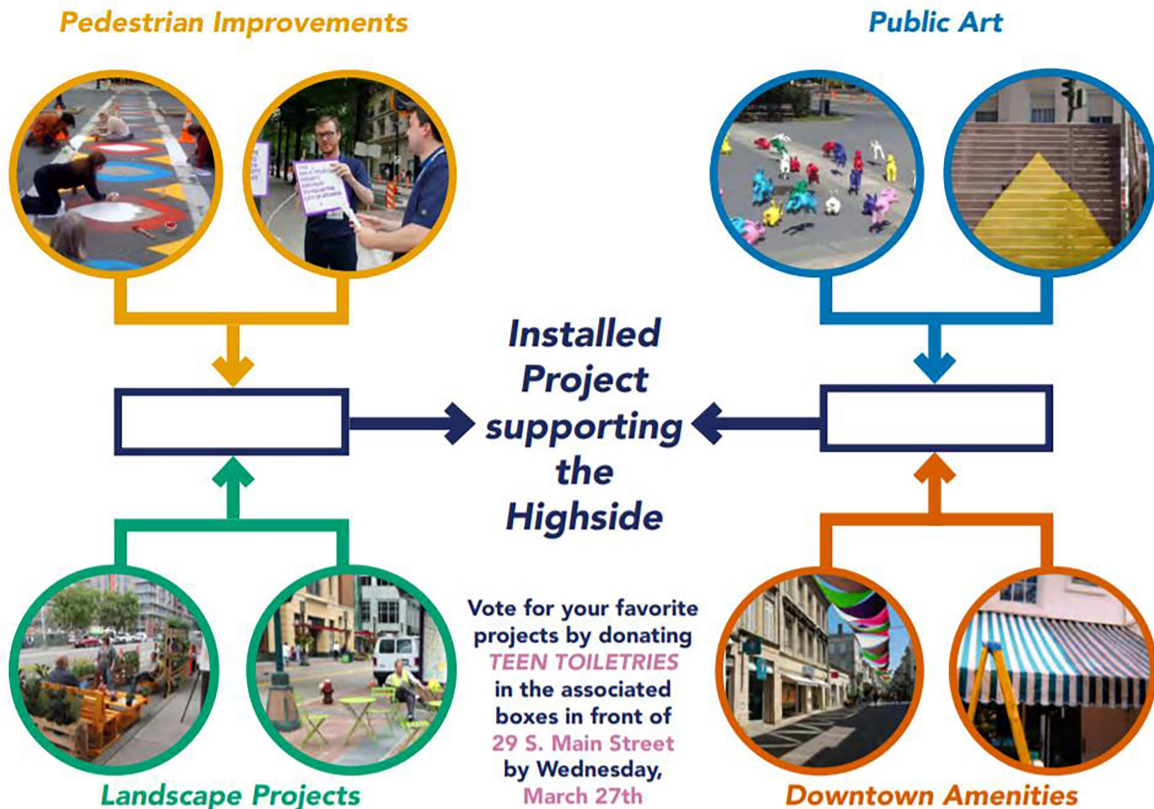 Pedestrian Improvements
Public Art
Installed
Project
supporting
the
Highside
Vote for your favorite
projects by donating
TEEN TOILETRIES
in the associated
boxes in front of
29 S. Main Street
by Wednesday,
March 27th
Landscape Projects
Downtown Amenities